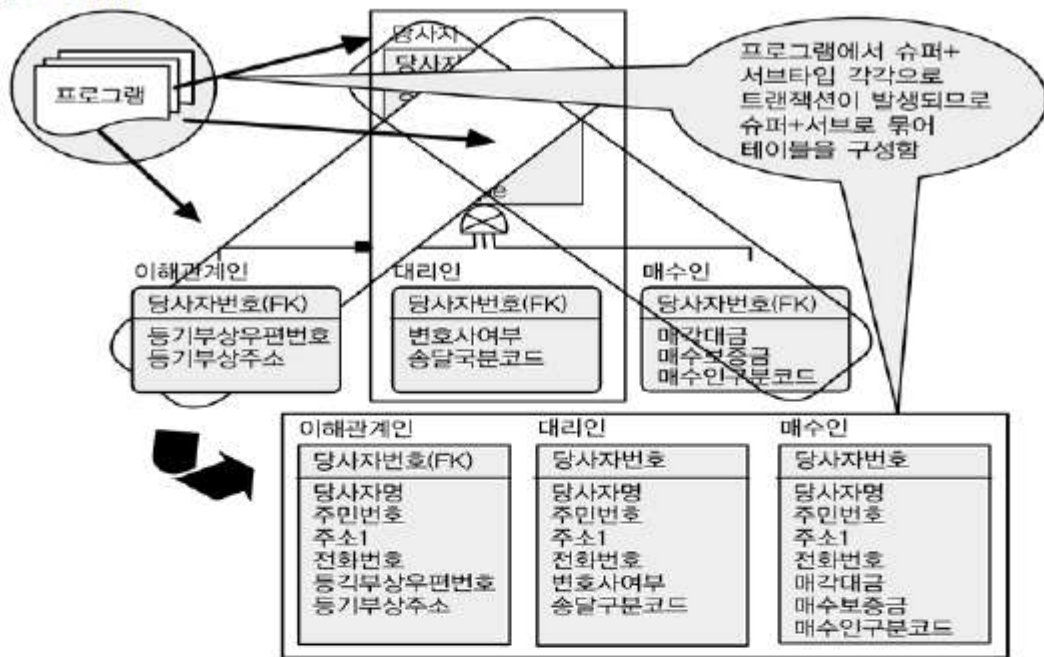 프로그램
당사자
당사자
프로그램에서 슈퍼+
서브타입 각각으로
트랜잭션이 발생되므로
슈퍼+서브로 묶어
테이블을 구성함
이해관계인
당사자번호(FK)
등기부상우편번호
등기부상주소
대리인
당사자번호(FK)
변호사여부
송달국분코드
매수인
당사자번호(FK)
매각대금
매수보증금
매수인구분코드
이해관계인
당사자번호(FK)
당사자명
주민번호
주소1
전화번호
등긱부상우편번호
등기부상주소
대리인
당사자번호
당사자명
주민번호
주소1
전화번호
변호사여부
송달구분코드
매수인
당사자번호
당사자명
주민번호
주소1
전화번호
매각대금
매수보증금
매수인구분코드